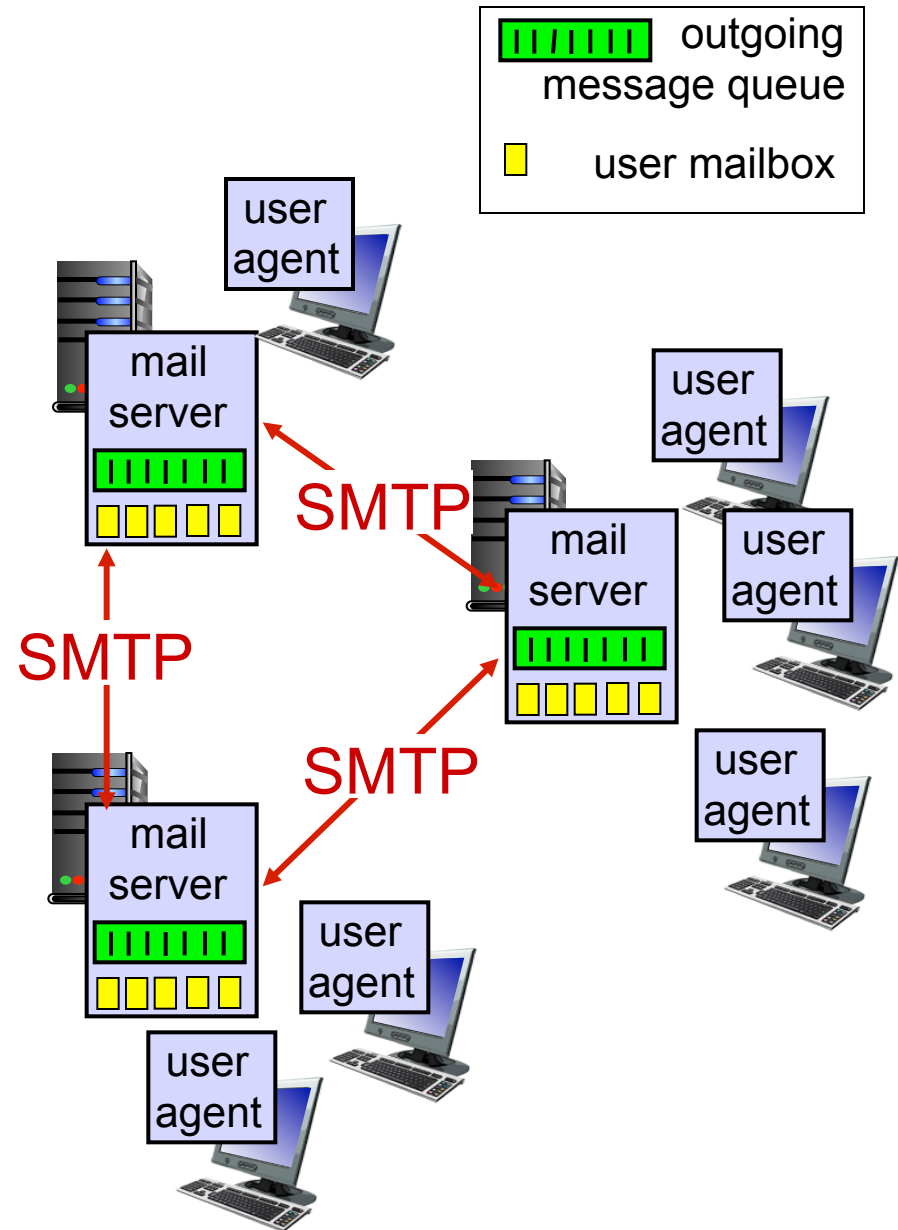 outgoing
message queue
user mailbox
user
agent
mail
server
SMTP
user
agent
mail
server
user
agent
SMTP
user
agent
SMTP
mail
server
user
agent
user
agent